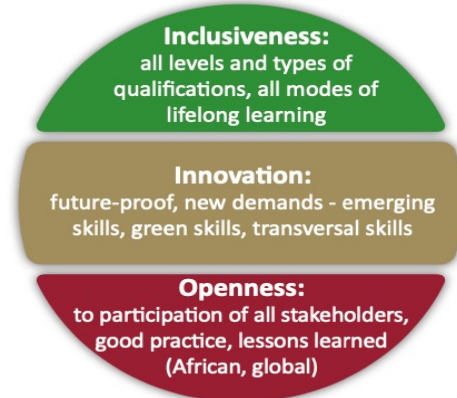 Inclusiveness:
all levels and types of
qualifications, all modes of
lifelong learning
Innovation:
future-proof, new demands - emerging
skills, green skills, transversal skills
Openness:
to participation of all stakeholders,
good practice, lessons learned
(African, global)